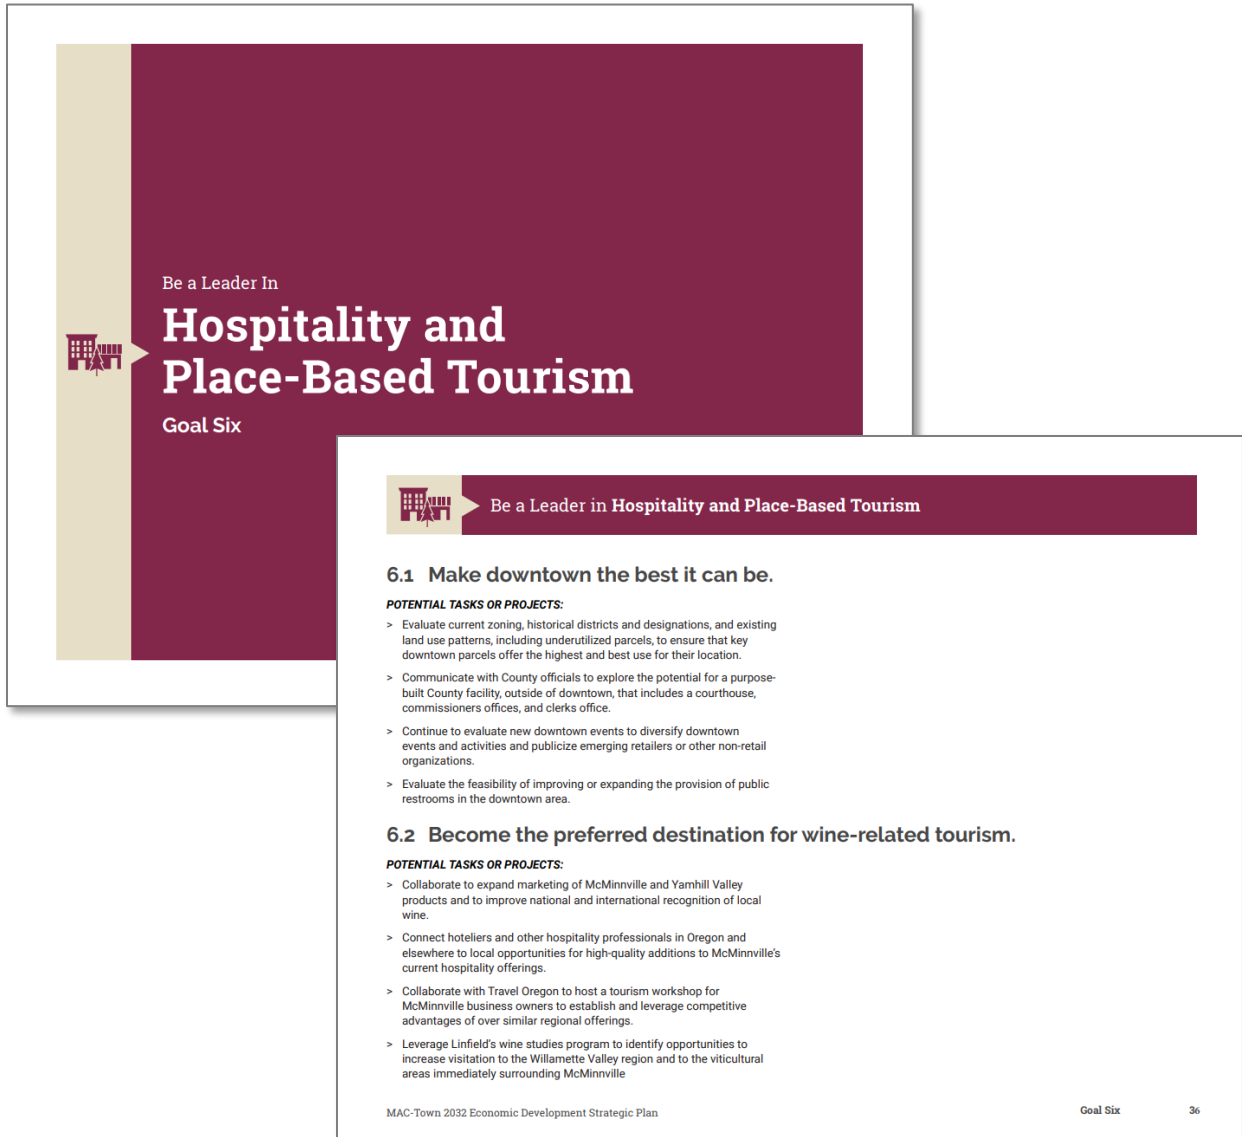 Be a Leader In
Hospitality and
Place-Based Tourism
Goal Six
Be a Leader in Hospitality and Place-Based Tourism
6.1 Make downtown the best it can be.
POTENTIAL TASKS OR PROJECTS:
> Evaluate current zoning, historical districts and designations, and existing
land use patterns, including underutilized parcels, to ensure that key
downtown parcels offer the highest and best use for their location.
> Communicate with County officials to explore the potential for a purpose-
built County facility, outside of downtown, that includes a courthouse,
commissioners offices, and clerks office.
> Continue to evaluate new downtown events to diversify downtown
events and activities and publicize emerging retailers or other non-retail
organizations.
> Evaluate the feasibility of improving or expanding the provision of public
restrooms in the downtown area.
6.2 Become the preferred destination for wine-related tourism.
POTENTIAL TASKS OR PROJECTS:
> Collaborate to expand marketing of McMinnville and Yamhill Valley
products and to improve national and international recognition of local
wine.
> Connect hoteliers and other hospitality professionals in Oregon and
elsewhere to local opportunities for high-quality additions to McMinnville's
current hospitality offerings.
> Collaborate with Travel Oregon to host a tourism workshop for
McMinnville business owners to establish and leverage competitive
advantages of over similar regional offerings.
> Leverage Linfield's wine studies program to identify opportunities to
increase visitation to the Willamette Valley region and to the viticultural
areas immediately surrounding McMinnville
MAC-Town 2032 Economic Development Strategic Plan
Goal Six 36